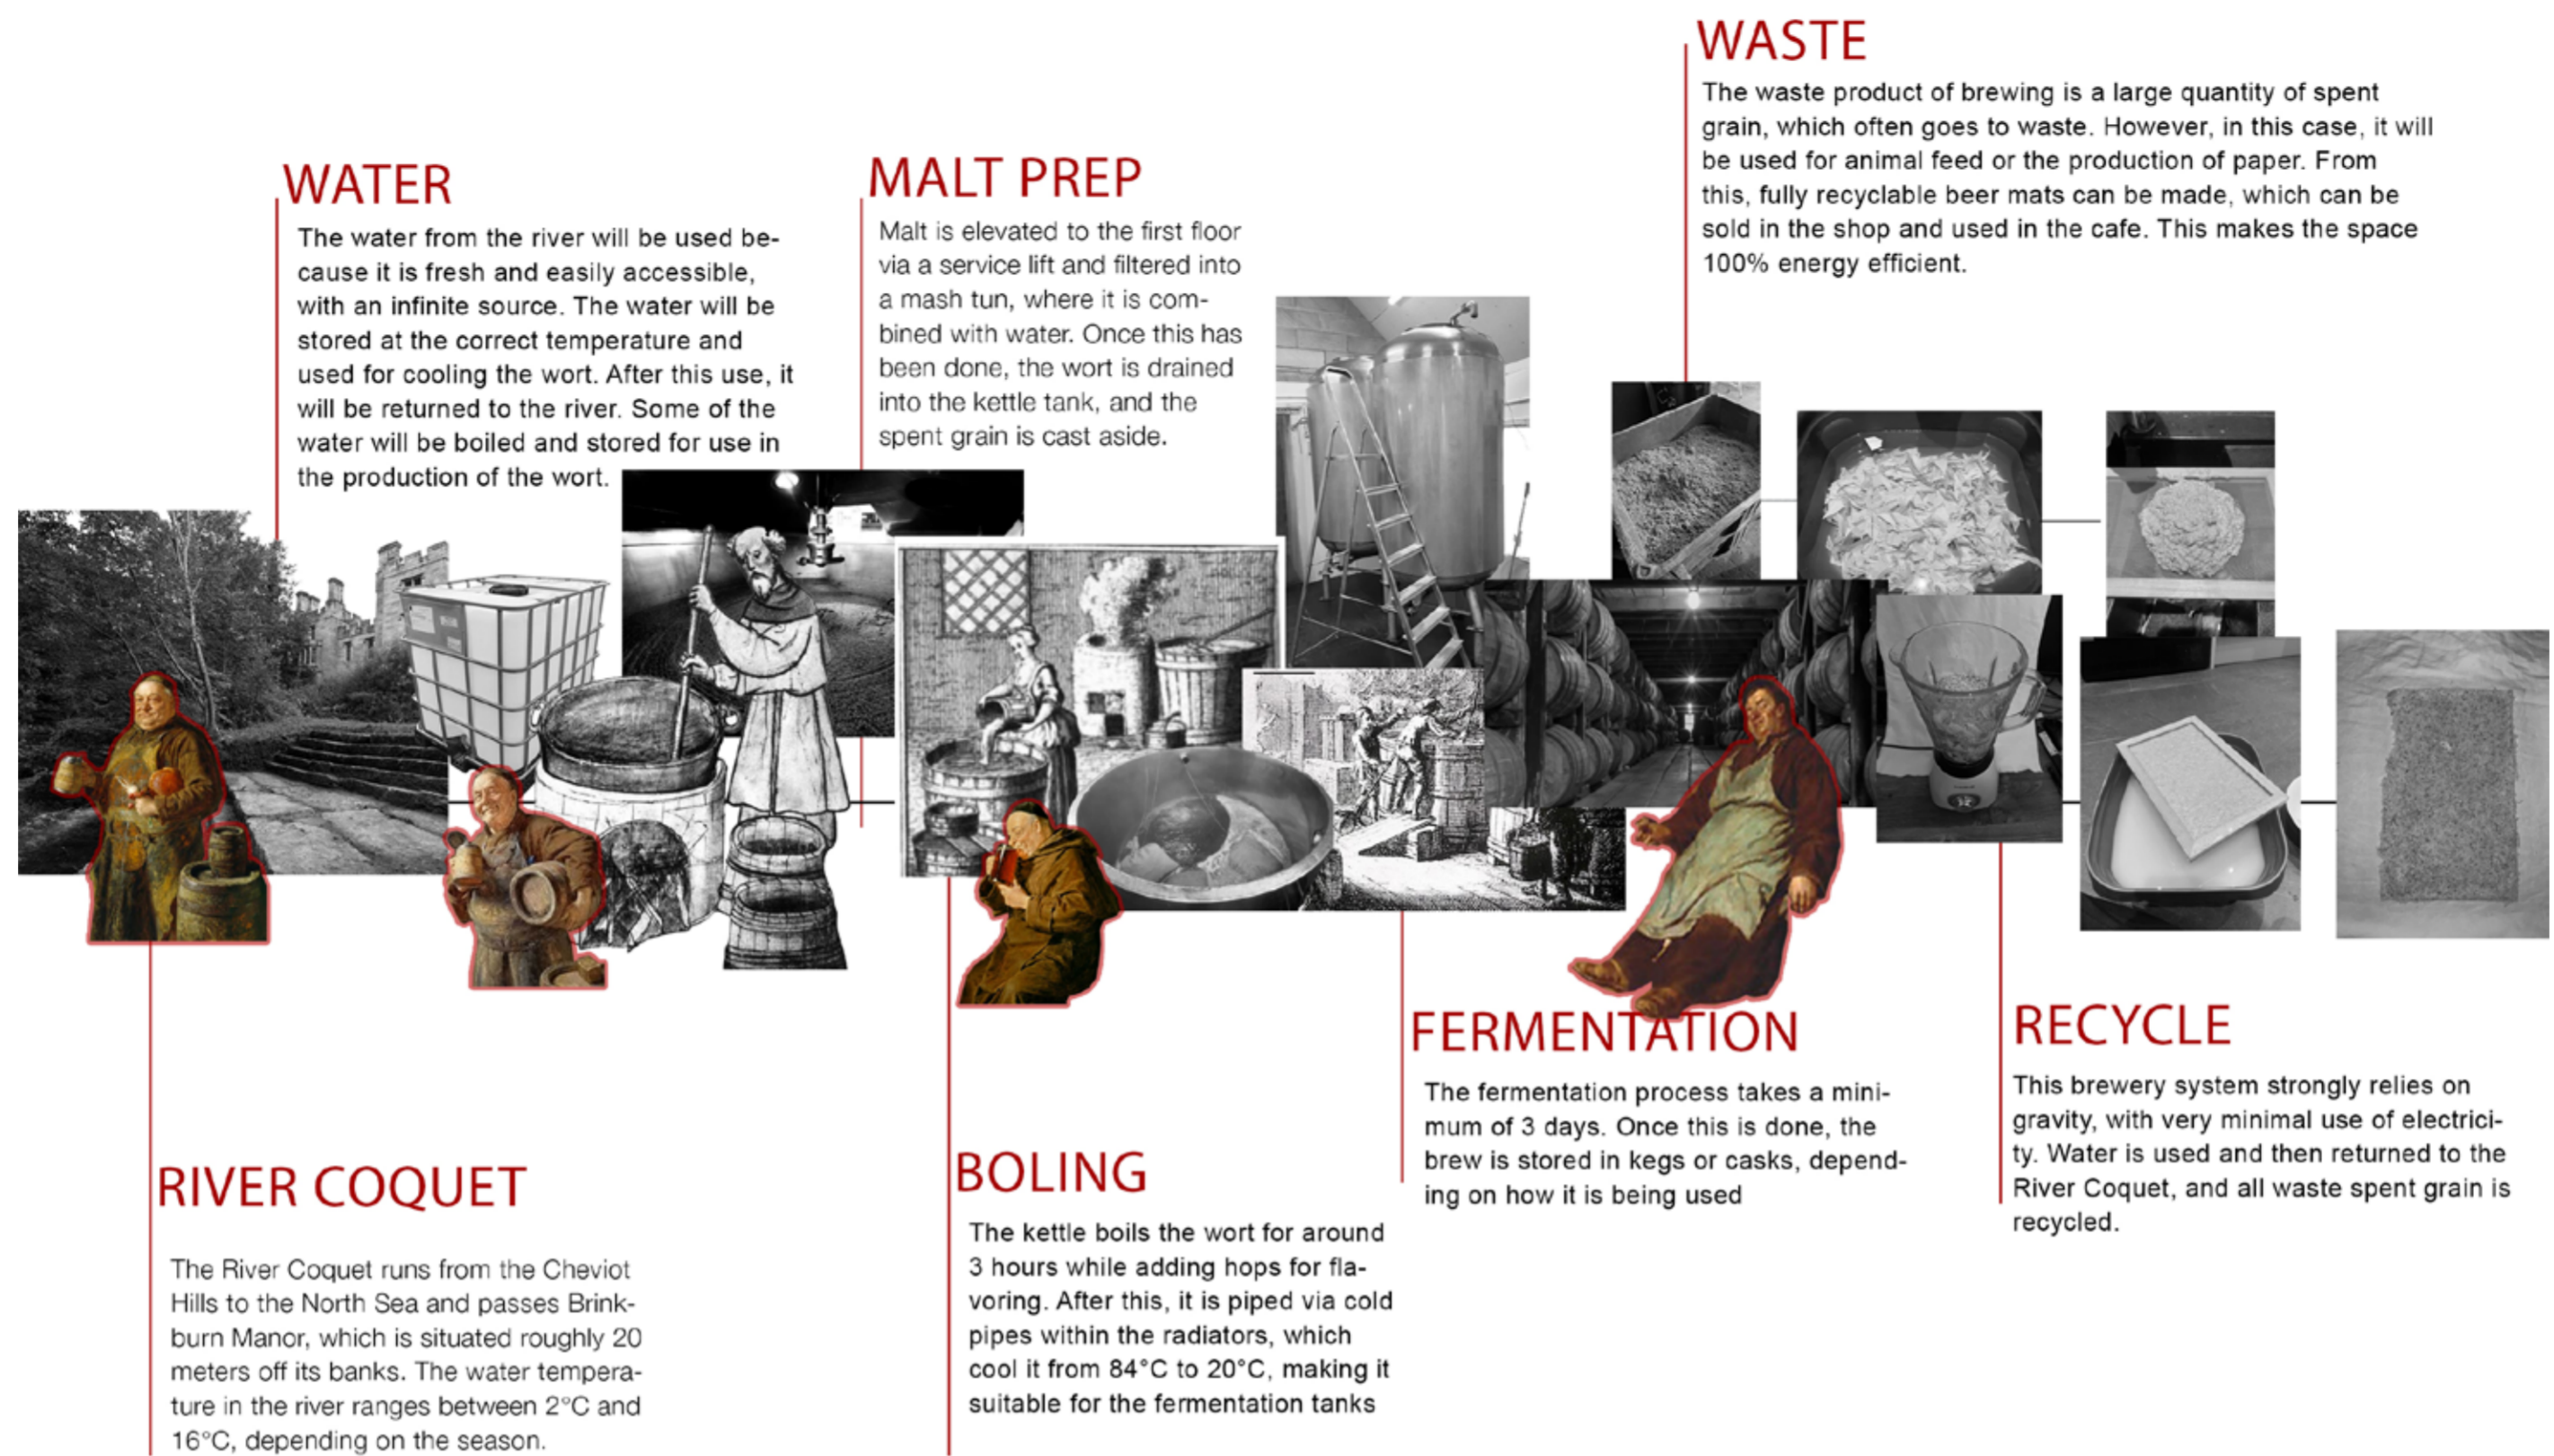 WATER
The water from the river will be used be-
cause it is fresh and easily accessible,
with an infinite source. The water will be
stored at the correct temperature and
used for cooling the wort. After this use, it
will be returned to the river. Some of the
water will be boiled and stored for use in
the production of the wort.
MALT PREP
Malt is elevated to the first floor
via a service lift and filtered into
a mash tun, where it is com-
bined with water. Once this has
been done, the wort is drained
into the kettle tank, and the
spent grain is cast aside.
WASTE
The waste product of brewing is a large quantity of spent
grain, which often goes to waste. However, in this case, it will
be used for animal feed or the production of paper. From
this, fully recyclable beer mats can be made, which can be
sold in the shop and used in the cafe. This makes the space
100% energy efficient.
RIVER COQUET
The River Coquet runs from the Cheviot
Hills to the North Sea and passes Brink-
burn Manor, which is situated roughly 20
meters off its banks. The water tempera-
ture in the river ranges between 2°C and
16°C, depending on the season.
BOLING
The kettle boils the wort for around
3 hours while adding hops for fla-
voring. After this, it is piped via cold
pipes within the radiators, which
cool it from 84°C to 20°C, making it
suitable for the fermentation tanks
FERMENTATION
The fermentation process takes a mini-
mum of 3 days. Once this is done, the
brew is stored in kegs or casks, depend-
ing on how it is being used
RECYCLE
This brewery system strongly relies on
gravity, with very minimal use of electrici-
ty. Water is used and then returned to the
River Coquet, and all waste spent grain is
recycled.